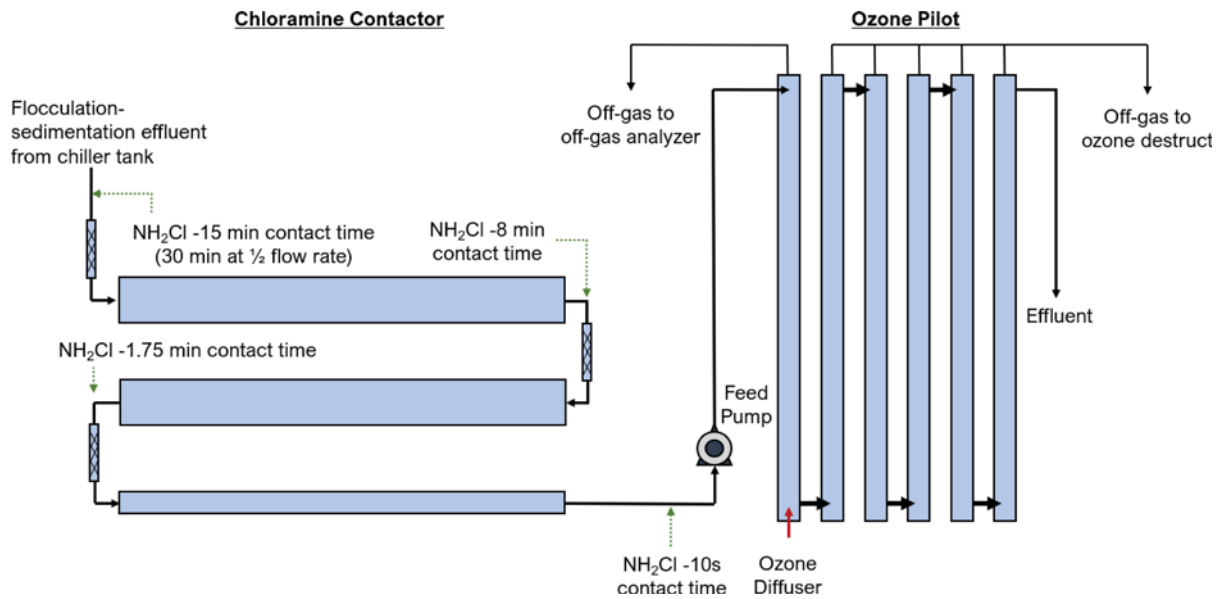 Chloramine Contactor
Ozone Pilot
Flocculation-
sedimentation effluent
from chiller tank
Off-gas to
off-gas analyzer
Off-gas to
ozone destruct
NH₂Cl -15 min contact time
(30 min at ½ flow rate)
NH₂Cl -8 min
contact time
Effluent
NH₂Cl -1.75 min contact time
Feed
Pump
NH₂Cl -10s
contact time
Ozone
Diffuser